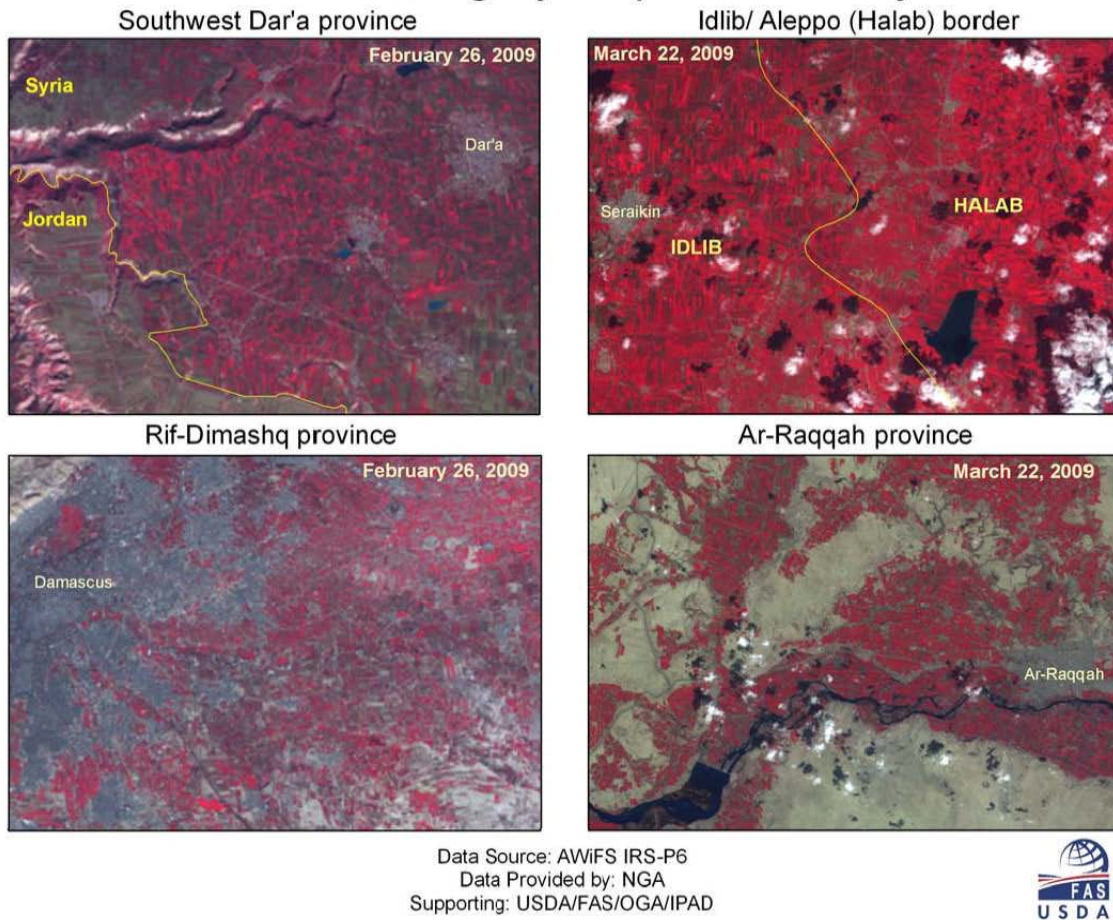 Southwest Dar'a province
Idlib/ Aleppo (Halab) border
February 26, 2009
Syria
Dar'a
Jordan
March 22, 2009
Seraikin
HALAB
IDLIB
Rif-Dimashq province
Ar-Raqqah province
February 26, 2009
Damascus
March 22, 2009
Ar-Raqqah
Data Source: AWiFS IRS-P6
Data Provided by: NGA
Supporting: USDA/FAS/OGA/IPAD
FAS
USDA